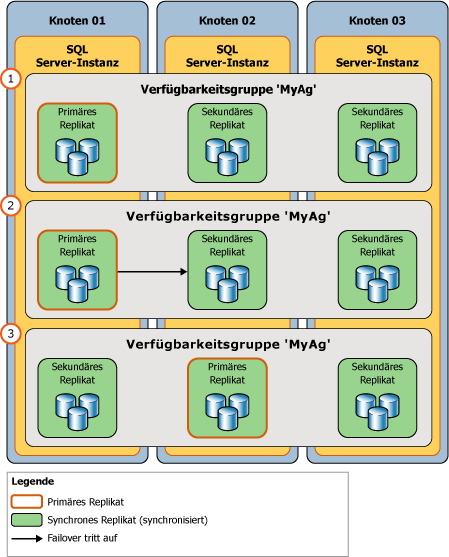 Knoten 01 Knoten 02 Knoten 03
SQL SQL SQL
Server-Instanz Server-Instanz Server-Instanz
1
Verfügbarkeitsgruppe 'MyAg'
Primäres Sekundäres Sekundäres
Replikat Replikat Replikat
2
Verfügbarkeitsgruppe 'MyAg'
Primäres Sekundäres Sekundäres
Replikat Replikat Replikat
3
Verfügbarkeitsgruppe 'MyAg'
Sekundäres Primäres Sekundäres
Replikat Replikat Replikat
Legende
Primäres Replikat
Synchrones Replikat (synchronisiert)
Failover tritt auf